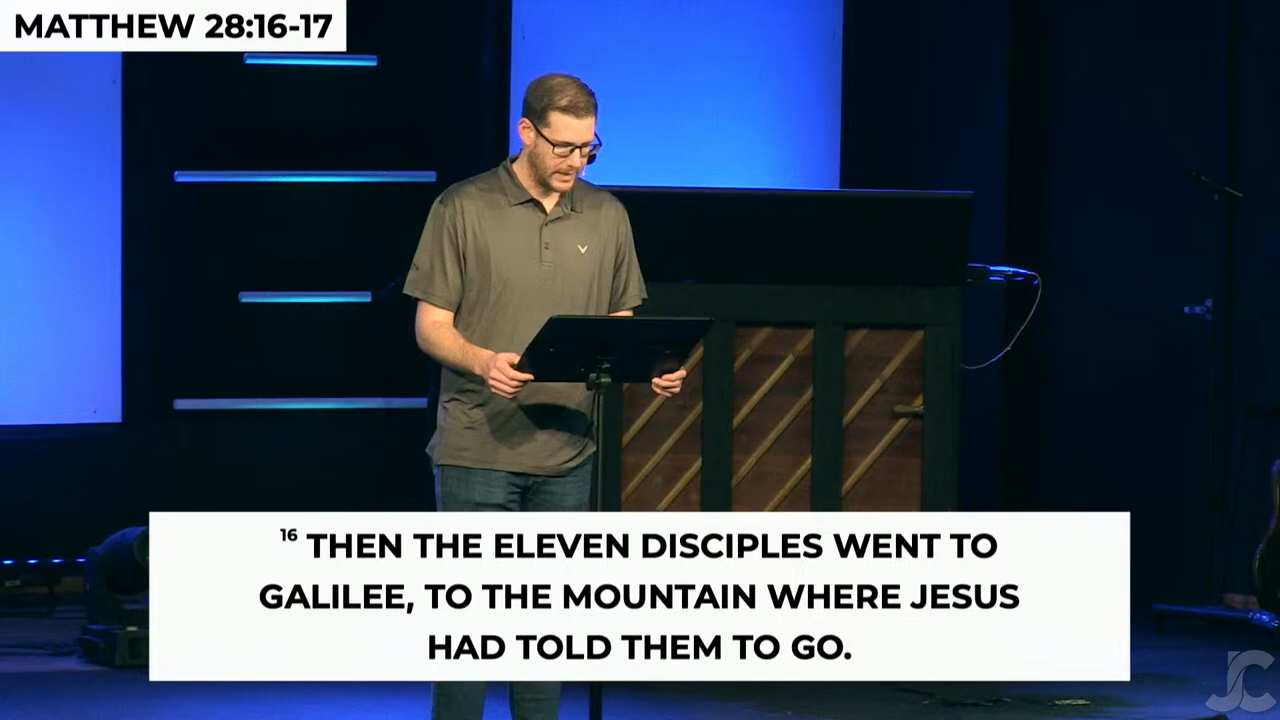 MATTHEW 28:16-17
16 THEN THE ELEVEN DISCIPLES WENT TO
GALILEE, TO THE MOUNTAIN WHERE JESUS
HAD TOLD THEM TO GO.
JC